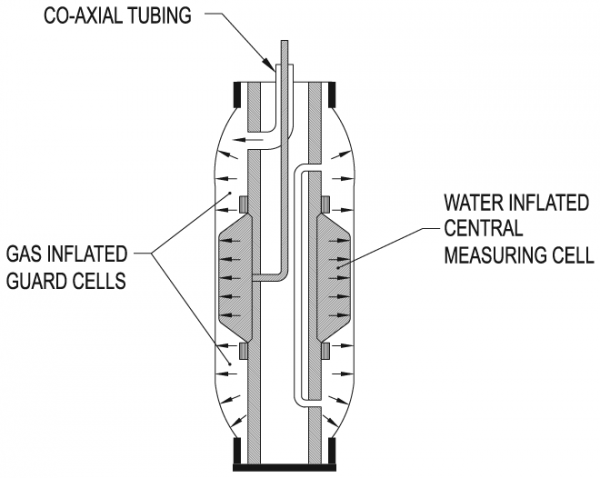 CO-AXIAL TUBING
WATER INFLATED
CENTRAL
MEASURING CELL
GAS INFLATED
GUARD CELLS